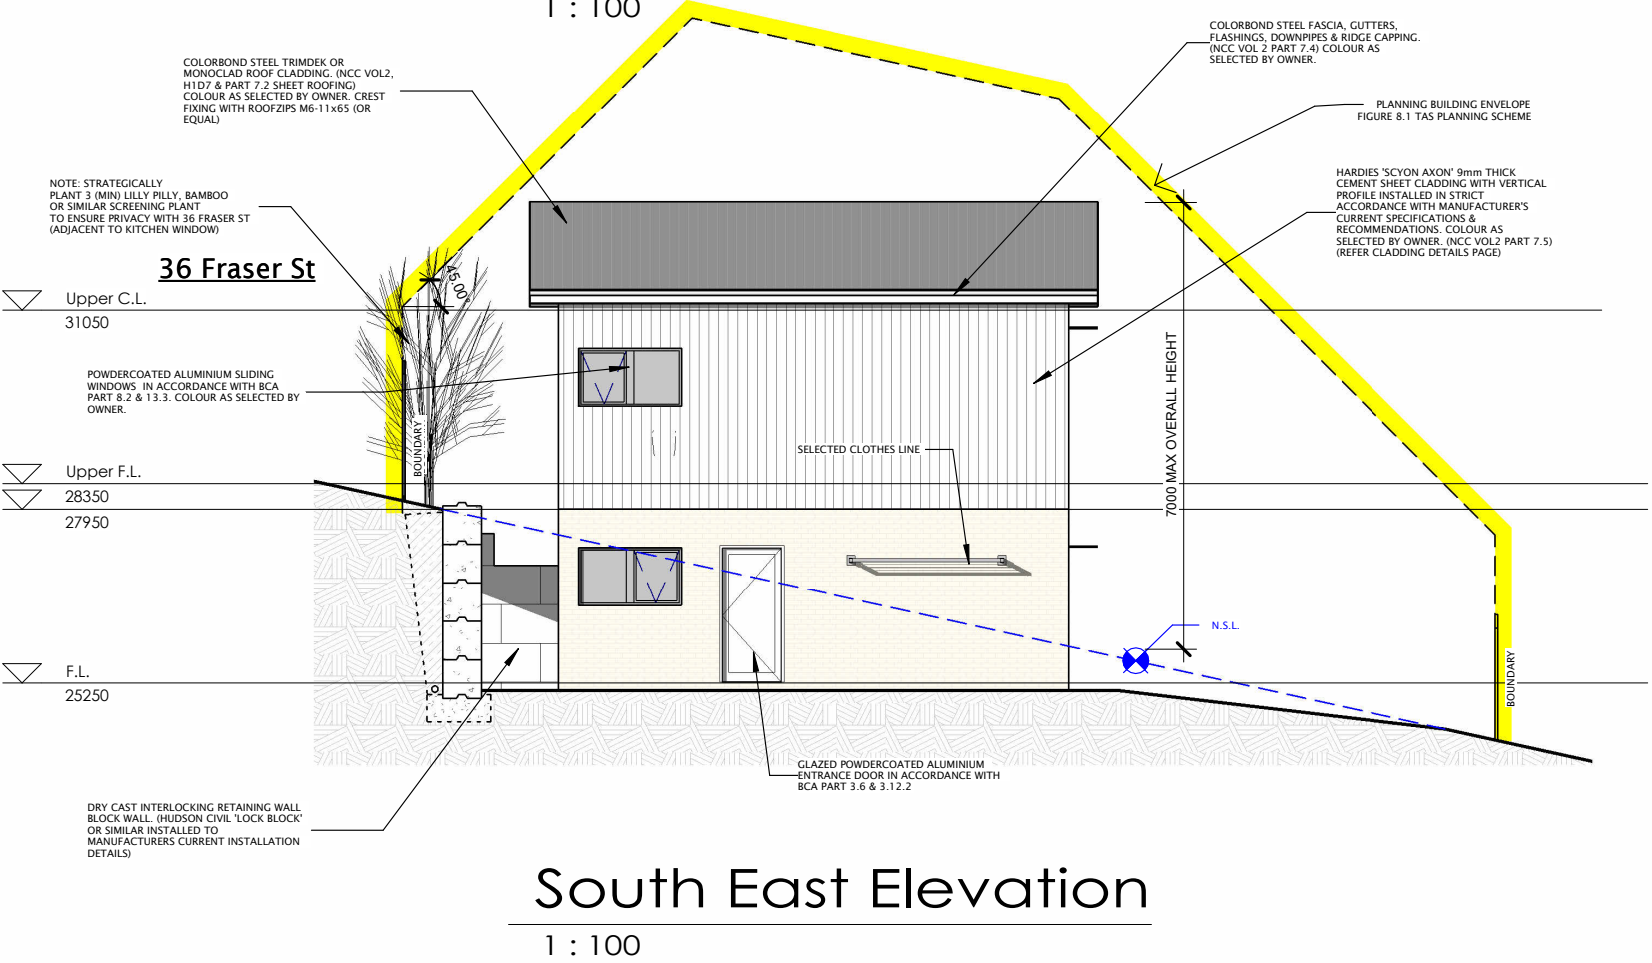 1 : 100
COLORBOND STEEL FASCIA, GUTTERS,
FLASHINGS, DOWNPIPES & RIDGE CAPPING.
(NCC VOL 2 PART 7.4) COLOUR AS
SELECTED BY OWNER.
COLORBOND STEEL TRIMDEK OR
MONOCLAD ROOF CLADDING. (NCC VOL2,
H1D7 & PART 7.2 SHEET ROOFING)
COLOUR AS SELECTED BY OWNER. CREST
FIXING WITH ROOFZIPS M6-11x65 (OR
EQUAL)
PLANNING BUILDING ENVELOPE
FIGURE 8.1 TAS PLANNING SCHEME
HARDIES 'SCYON AXON' 9mm THICK
CEMENT SHEET CLADDING WITH VERTICAL
PROFILE INSTALLED IN STRICT
ACCORDANCE WITH MANUFACTURER'S
CURRENT SPECIFICATIONS &
RECOMMENDATIONS. COLOUR AS
SELECTED BY OWNER. (NCC VOL2 PART 7.5)
(REFER CLADDING DETAILS PAGE)
NOTE: STRATEGICALLY
PLANT 3 (MIN) LILLY PILLY, BAMBOO
OR SIMILAR SCREENING PLANT
TO ENSURE PRIVACY WITH 36 FRASER ST
(ADJACENT TO KITCHEN WINDOW)
36 Fraser St
45.00°
Upper C.L.
31050
POWDERCOATED ALUMINIUM SLIDING
WINDOWS IN ACCORDANCE WITH BCA
PART 8.2 & 13.3. COLOUR AS SELECTED BY
OWNER.
BOUNDARY
7000 MAX OVERALL HEIGHT
SELECTED CLOTHES LINE
Upper F.L.
28350
27950
N.S.L.
F.L.
25250
BOUNDARY
GLAZED POWDERCOATED ALUMINIUM
ENTRANCE DOOR IN ACCORDANCE WITH
BCA PART 3.6 & 3.12.2
DRY CAST INTERLOCKING RETAINING WALL
BLOCK WALL. (HUDSON CIVIL 'LOCK BLOCK'
OR SIMILAR INSTALLED TO
MANUFACTURERS CURRENT INSTALLATION
DETAILS)
South East Elevation
1 : 100